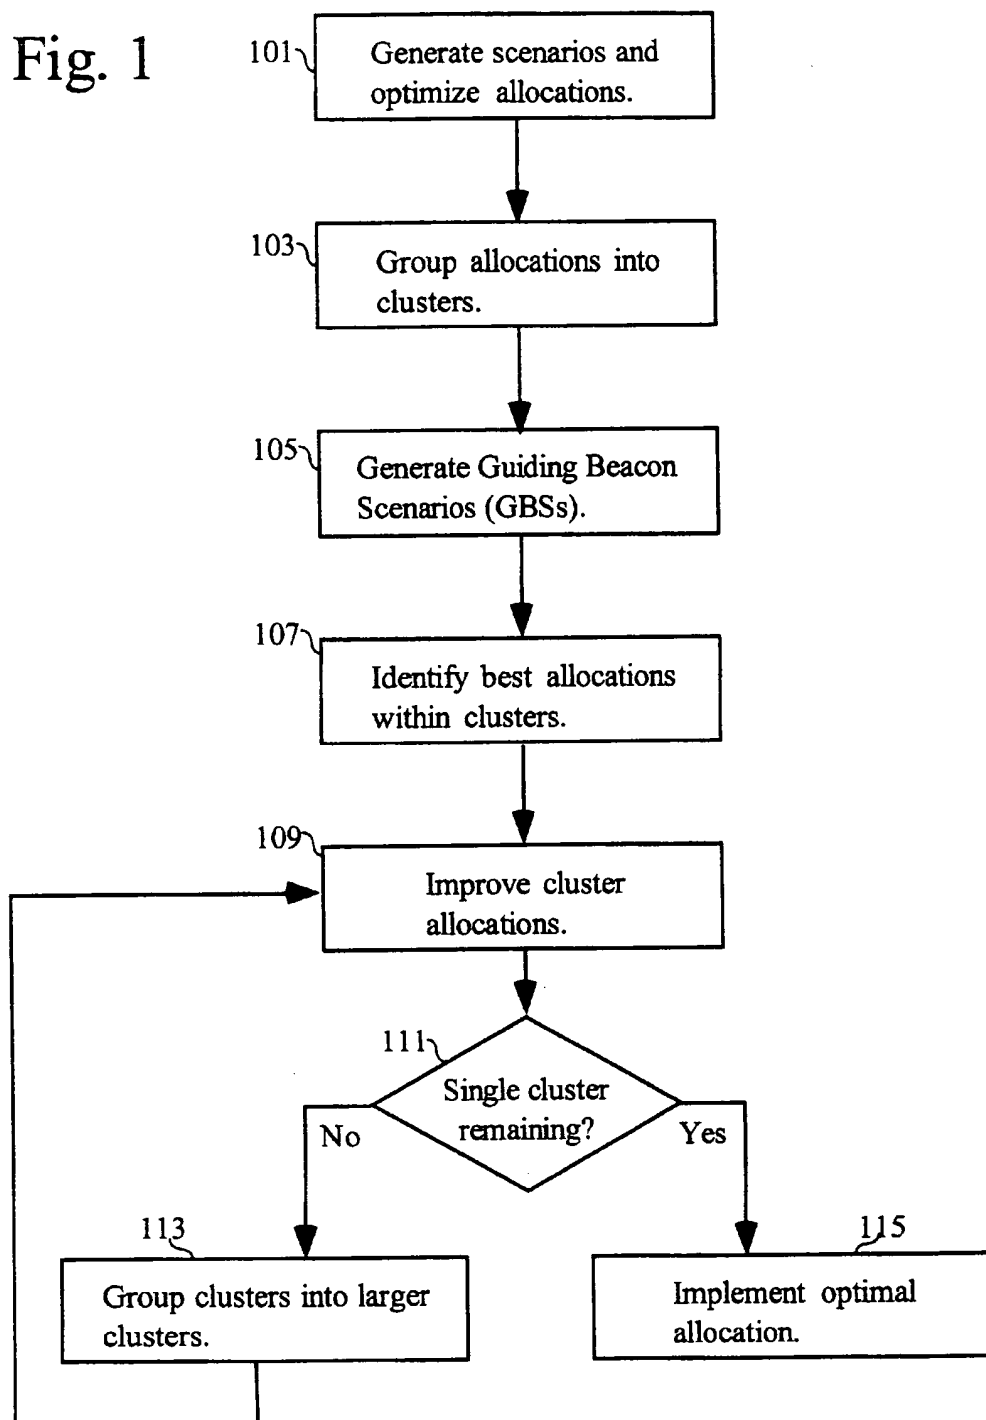 Fig. 1
101
Generate scenarios and
optimize allocations.
103
Group allocations into
clusters.
105
Generate Guiding Beacon
Scenarios (GBSs).
107
Identify best allocations
within clusters.
109
Improve cluster
allocations.
111
Single cluster
remaining?
No
Yes
113
Group clusters into larger
clusters.
115
Implement optimal
allocation.